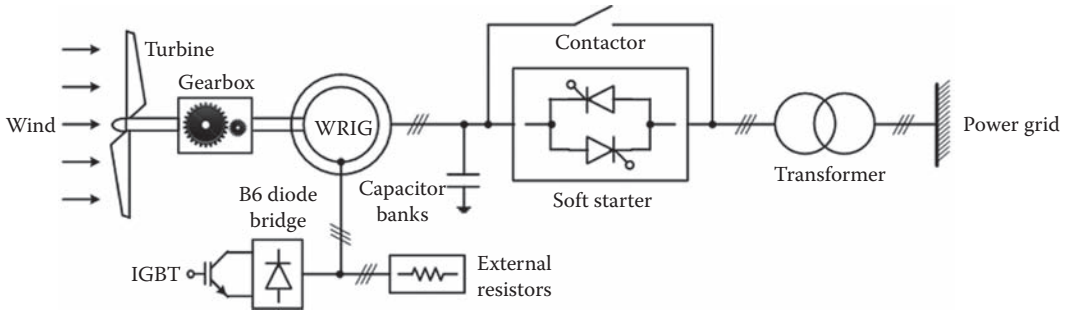 Turbine
Contactor
Gearbox
Wind
WRIG
Power grid
Transformer
Capacitor
banks
Soft starter
B6 diode
bridge
IGBT
External
resistors